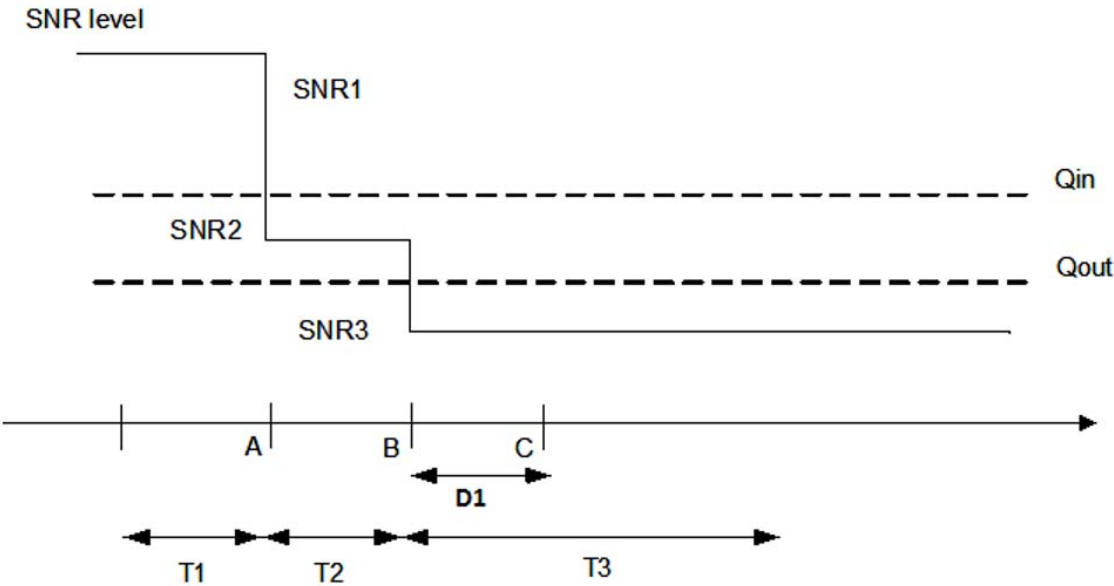 SNR level
SNR1
Qin
SNR2
Qout
SNR3
A
B
C
D1
T1
T2
T3